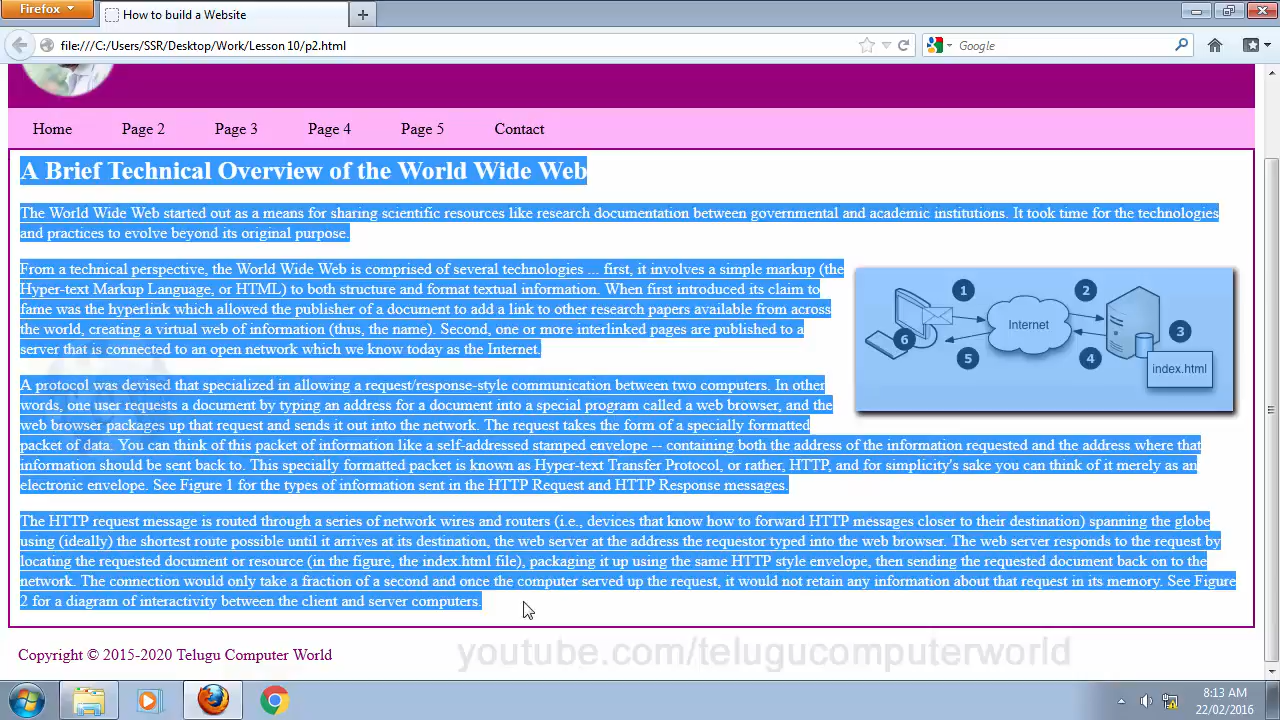 Firefox
How to build a Website
file:///C:/Users/SSR/Desktop/Work/Lesson 10/p2.html
Google
Home Page 2 Page 3 Page 4 Page 5 Contact
A Brief Technical Overview of the World Wide Web
The World Wide Web started out as a means for sharing scientific resources like research documentation between governmental and academic institutions. It took time for the technologies
and practices to evolve beyond its original purpose.
From a technical perspective, the World Wide Web is comprised of several technologies ... first, it involves a simple markup (the
Hyper-text Markup Language, or HTML) to both structure and format textual information. When first introduced its claim to
fame was the hyperlink which allowed the publisher of a document to add a link to other research papers available from across
the world, creating a virtual web of information (thus, the name). Second, one or more interlinked pages are published to a
server that is connected to an open network which we know today as the Internet.
1
2
Internet
3
6
5
4
index.html
A protocol was devised that specialized in allowing a request/response-style communication between two computers. In other
words, one user requests a document by typing an address for a document into a special program called a web browser, and the
web browser packages up that request and sends it out into the network. The request takes the form of a specially formatted
packet of data. You can think of this packet of information like a self-addressed stamped envelope -- containing both the address of the information requested and the address where that
information should be sent back to. This specially formatted packet is known as Hyper-text Transfer Protocol, or rather, HTTP, and for simplicity's sake you can think of it merely as an
electronic envelope. See Figure 1 for the types of information sent in the HTTP Request and HTTP Response messages.
The HTTP request message is routed through a series of network wires and routers (i.e., devices that know how to forward HTTP messages closer to their destination) spanning the globe
using (ideally) the shortest route possible until it arrives at its destination, the web server at the address the requestor typed into the web browser. The web server responds to the request by
locating the requested document or resource (in the figure, the index.html file), packaging it up using the same HTTP style envelope, then sending the requested document back on to the
network. The connection would only take a fraction of a second and once the computer served up the request, it would not retain any information about that request in its memory. See Figure
2 for a diagram of interactivity between the client and server computers.
Copyright © 2015-2020 Telugu Computer World
youtube.com/telugucomputerworld
8:13 AM
22/02/2016